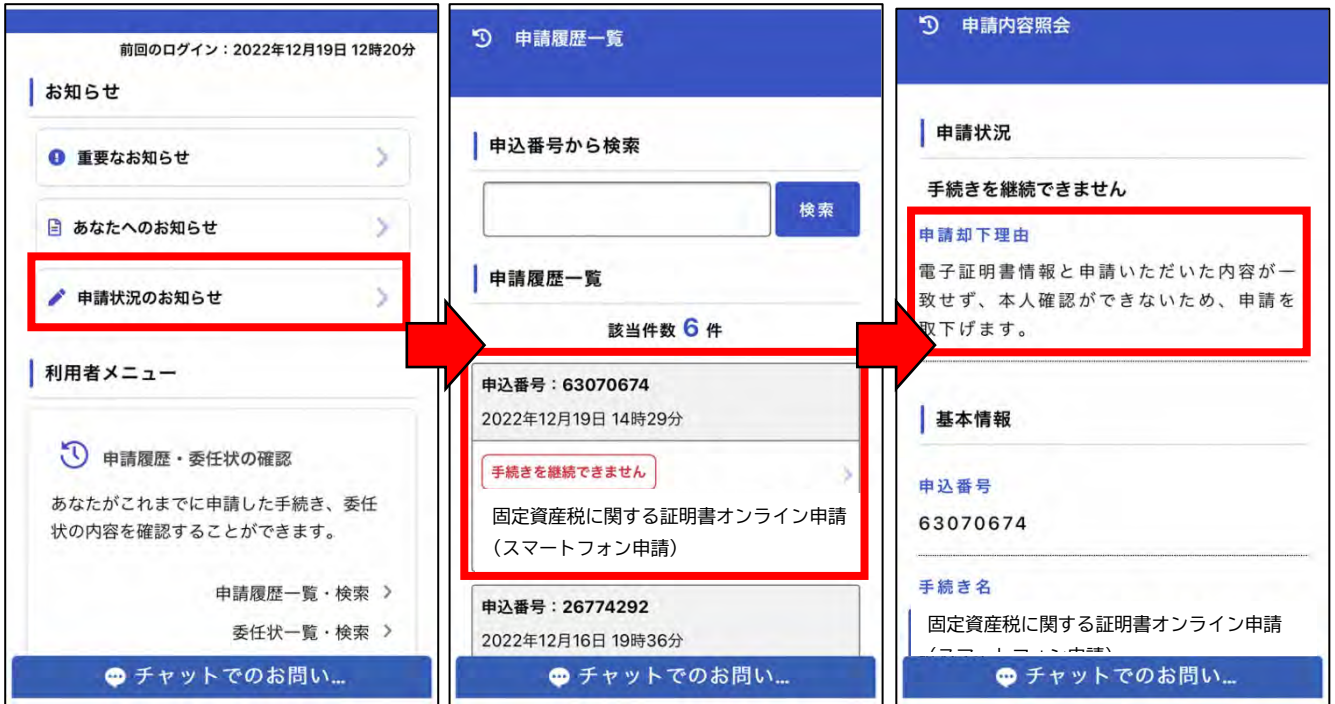 前回のログイン：2022年12月19日 12時20分
お知らせ
重要なお知らせ
あなたへのお知らせ
申請状況のお知らせ
利用者メニュー
申請履歴・委任状の確認
あなたがこれまでに申請した手続き、委任
状の内容を確認することができます。
申請履歴一覧・検索
委任状一覧・検索
チャットでのお問い...
申請履歴一覧
申込番号から検索
検索
申請履歴一覧
該当件数 6 件
申込番号：63070674
2022年12月19日 14時29分
手続きを継続できません
固定資産税に関する証明書オンライン申請
（スマートフォン申請）
申込番号：26774292
2022年12月16日 19時36分
チャットでのお問い...
申請内容照会
申請状況
手続きを継続できません
申請却下理由
電子証明書情報と申請いただいた内容が一
致せず、本人確認ができないため、申請を
取下げます。
基本情報
申込番号
63070674
手続き名
固定資産税に関する証明書オンライン申請
チャットでのお問い...